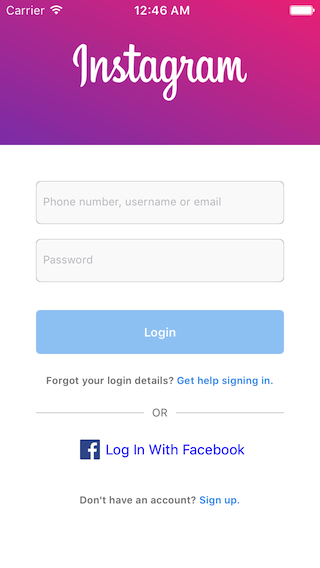 Carrier 12:46 AM
Instagram
Phone number, username or email
Password
Login
Forgot your login details? Get help signing in.
OR
f Log In With Facebook
Don't have an account? Sign up.